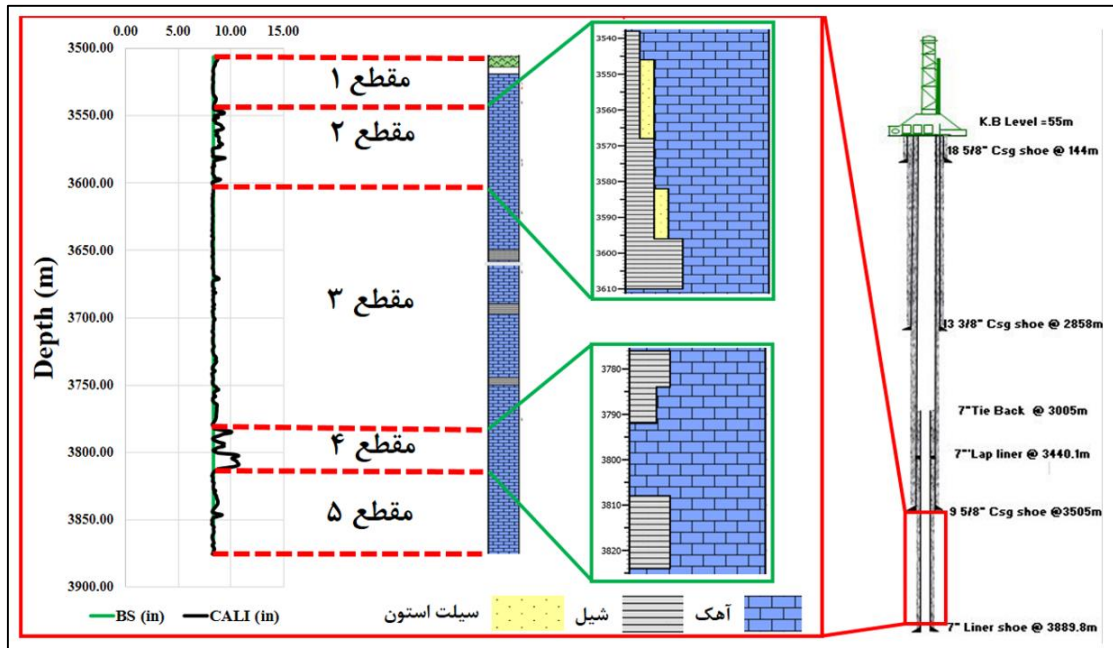 0.00 5.00 10.00 15.00
3500.00
3550.00
3600.00
3650.00
3700.00
3750.00
3800.00
3850.00
3900.00
Depth (m)
مقطع ۱
مقطع ۲
مقطع ۳
مقطع ۴
مقطع ۵
BS (in) CALI (in)
3540
3550
3560
3570
3580
3590
3600
3610
3780
3790
3800
3810
3820
آهک
شیل
سیلت استون
K.B Level =55m
18 5/8" Csg shoe @ 144m
13 3/8" Csg shoe @ 2858m
7"Tie Back @ 3005m
7"'Lap liner @ 3440.1m
9 5/8" Csg shoe @3505m
7" Liner shoe @ 3889.8m